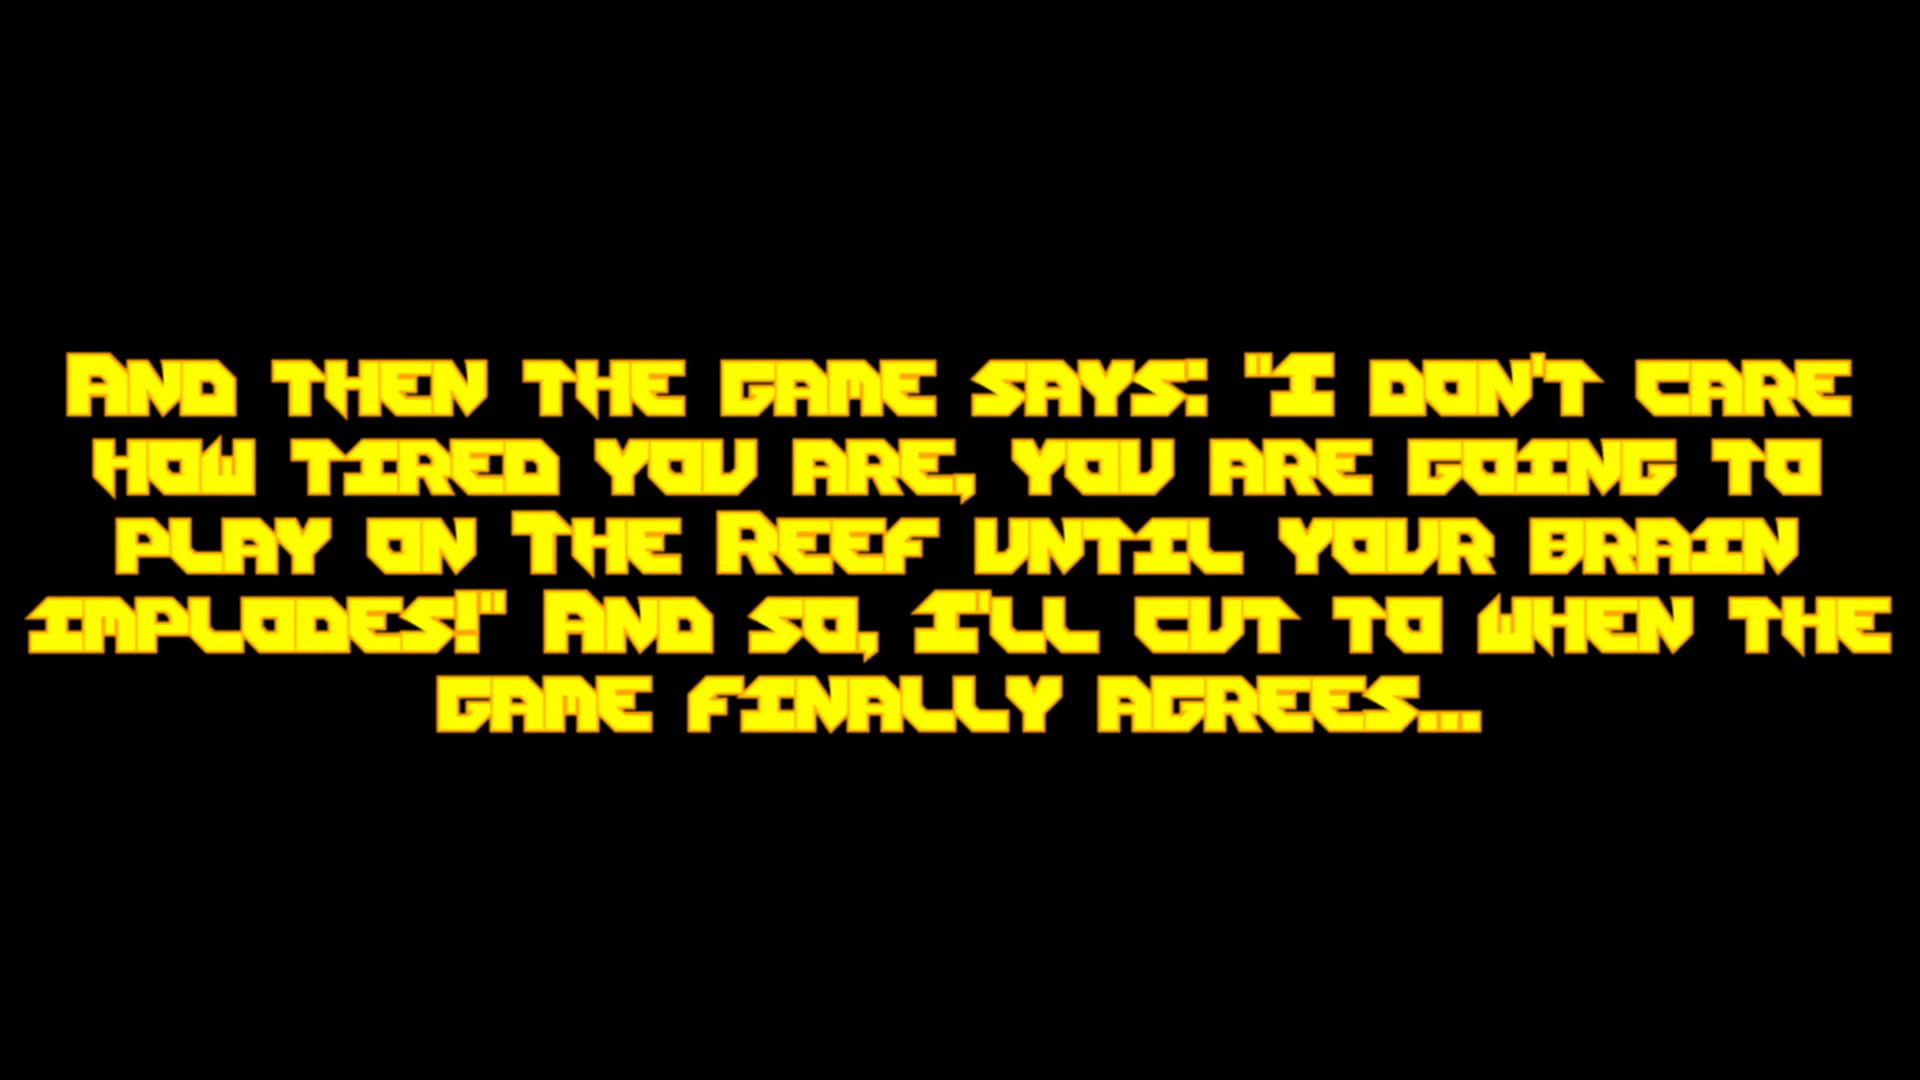 And then the game says: "I don't care
how tired you are, you are going to
play on The Reef until your brain
implodes!" And so, I'll cut to when the
game finally agrees...